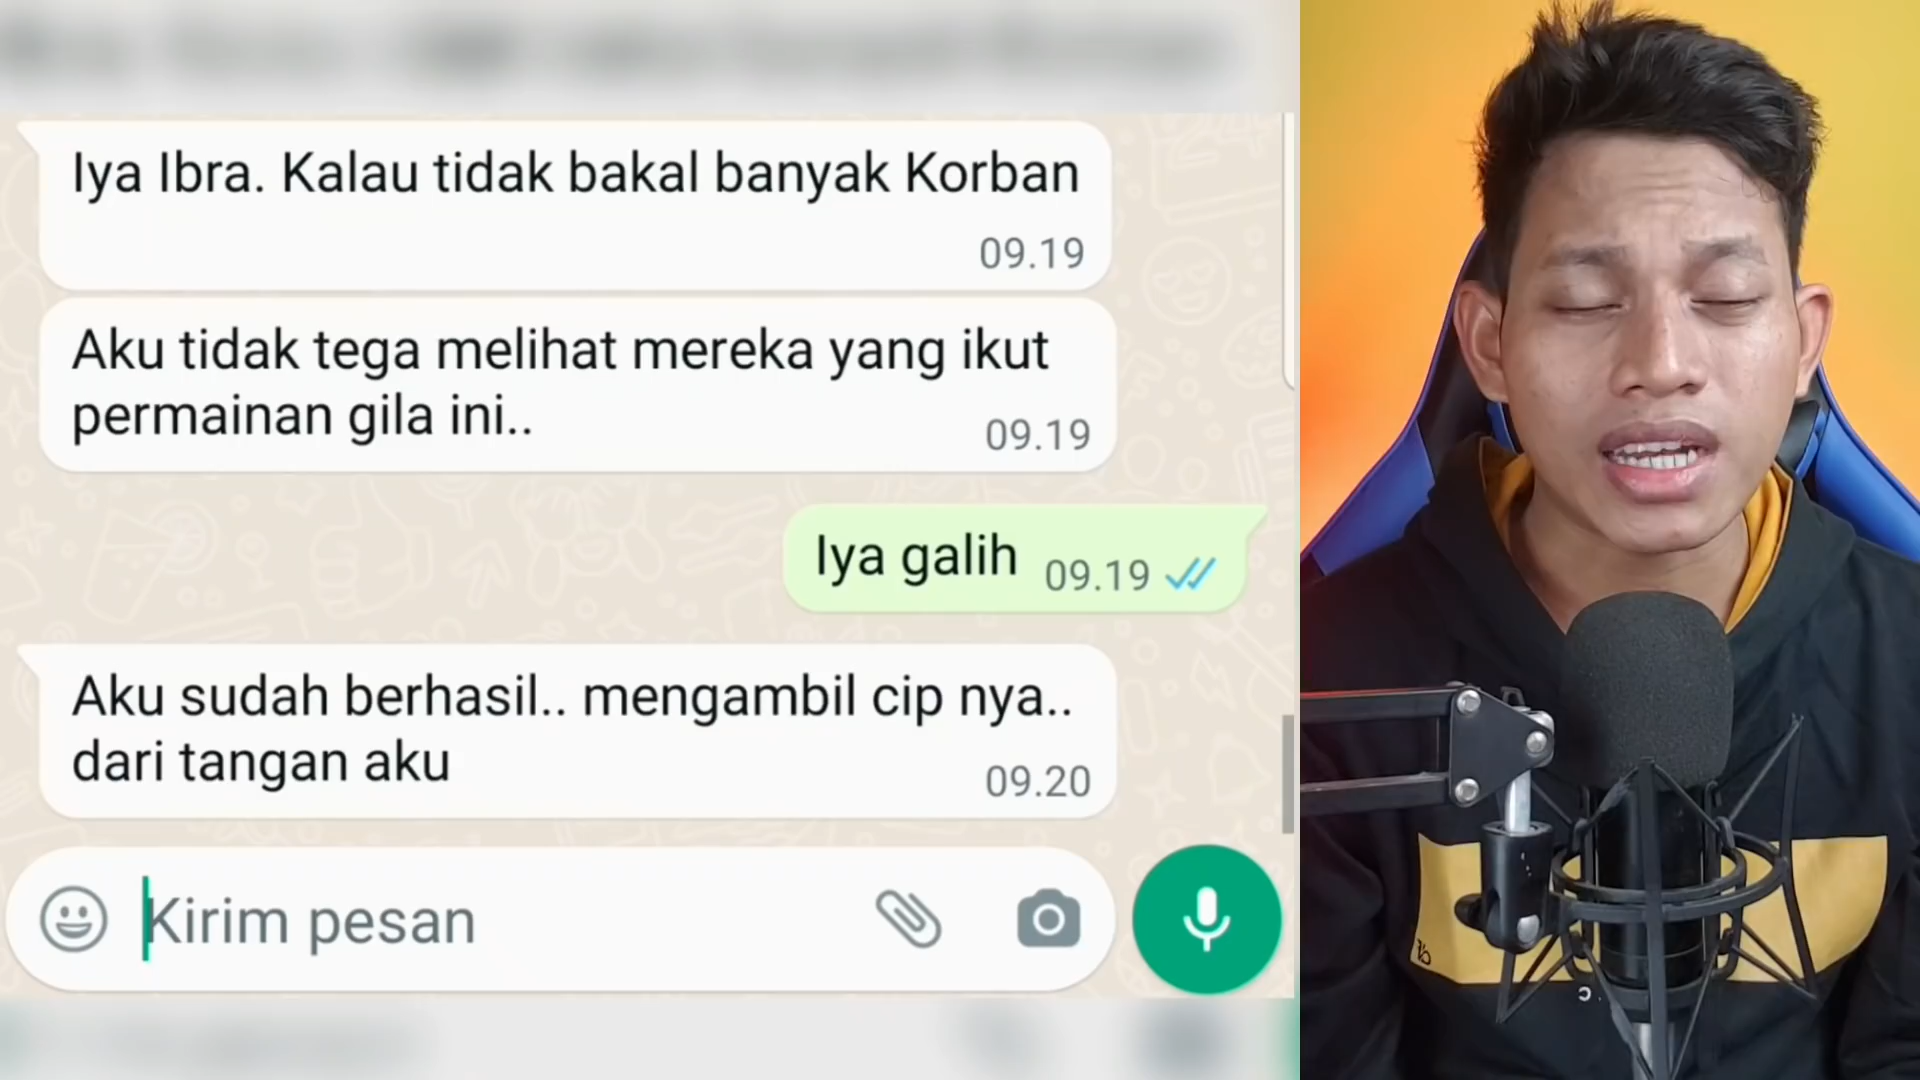 Iya Ibra. Kalau tidak bakal banyak Korban
09.19
Aku tidak tega melihat mereka yang ikut
permainan gila ini..
09.19
Iya galih 09.19
Aku sudah berhasil.. mengambil cip nya..
dari tangan aku
09.20
Kirim pesan